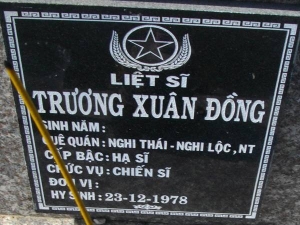 LIỆT SĨ
TRƯƠNG XUÂN ĐỒNG
SINH NĂM :
QUÊ QUÁN : NGHI THÁI - NGHI LỘC , NT
CẤP BẬC : HẠ SĨ
CHỨC VỤ : CHIẾN SĨ
ĐƠN VỊ :
HY SINH : 23-12-1978